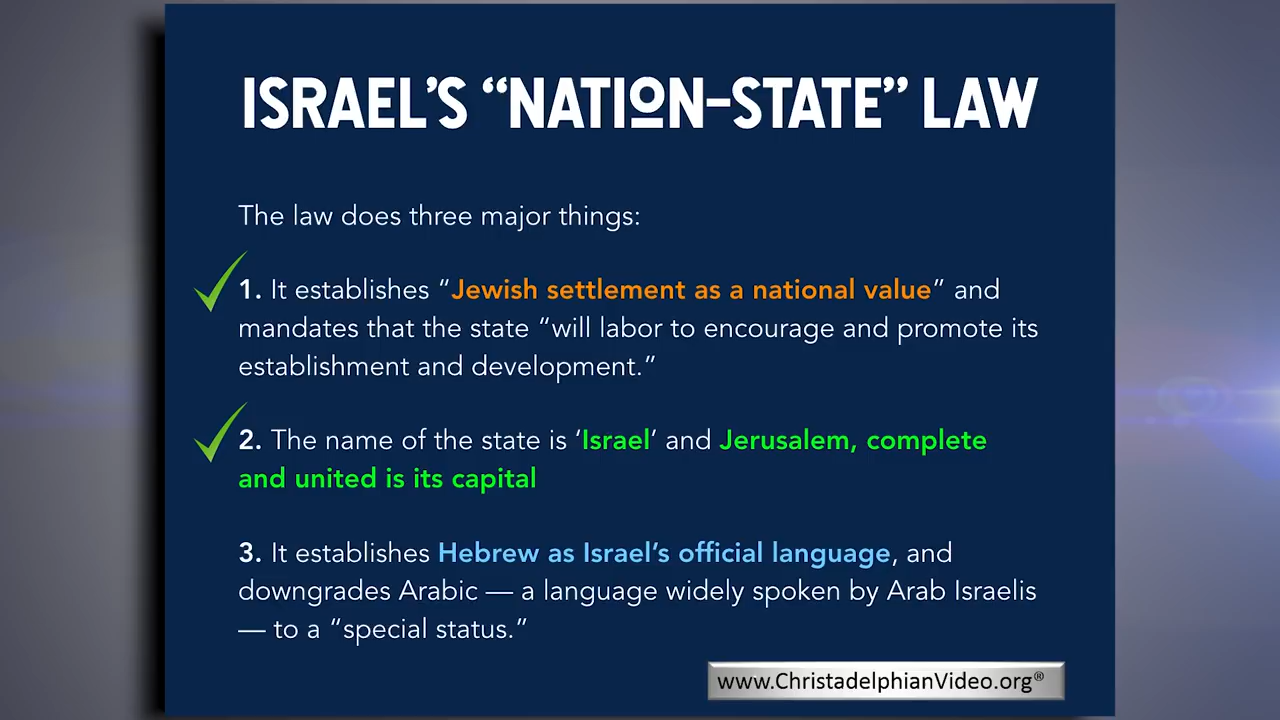 ISRAEL'S “NATION-STATE” LAW
The law does three major things:
1. It establishes “Jewish settlement as a national value” and
mandates that the state “will labor to encourage and promote its
establishment and development.”
2. The name of the state is ‘Israel’ and Jerusalem, complete
and united is its capital
3. It establishes Hebrew as Israel’s official language, and
downgrades Arabic — a language widely spoken by Arab Israelis
— to a “special status.”
www.ChristadelphianVideo.org®